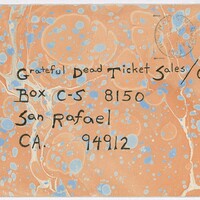 Grateful Dead Ticket Sales/
Box C-S 8150
San Rafael
CA. 94912